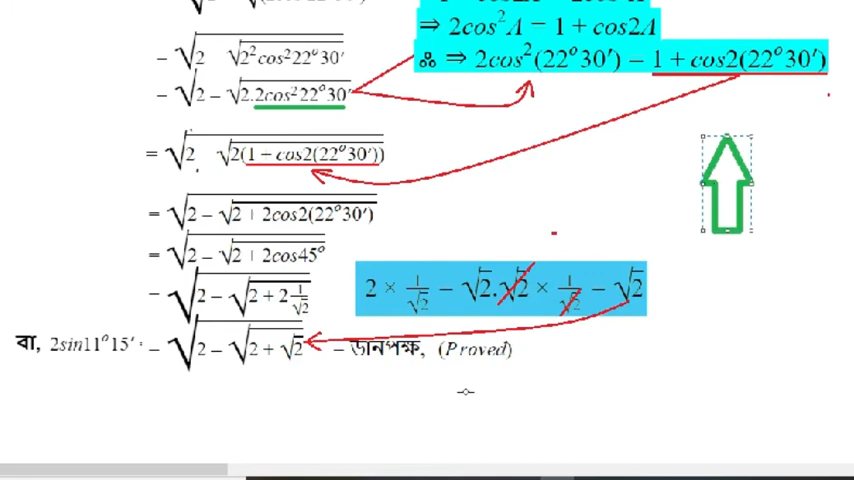 ⇒ 2cos²A = 1 + cos2A
= √(2 − √(2²cos²22°30′))
∴ ⇒ 2cos²(22°30′) = 1 + cos2(22°30′)
= √(2 − √(2.2cos²22°30′))
= √(2 − √(2(1 + cos2(22°30′))))
= √(2 − √(2 + 2cos2(22°30′)))
= √(2 − √(2 + 2cos45°))
= √(2 − √(2 + 2 1/√2))
2 × 1/√2 = √2.√2 × 1/√2 = √2
বা, 2sin11°15′ = √(2 − √(2 + √2)) = ডানপক্ষ, (Proved)